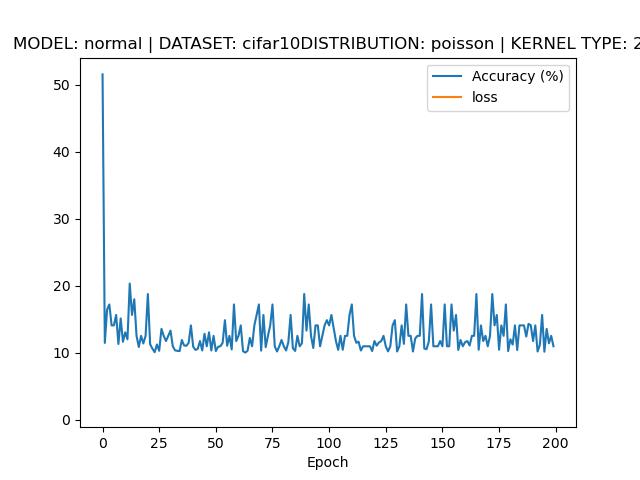 MODEL: normal | DATASET: cifar10DISTRIBUTION: poisson | KERNEL TYPE: 2
Accuracy (%)
loss
50
40
30
20
10
0
0 25 50 75 100 125 150 175 200
Epoch